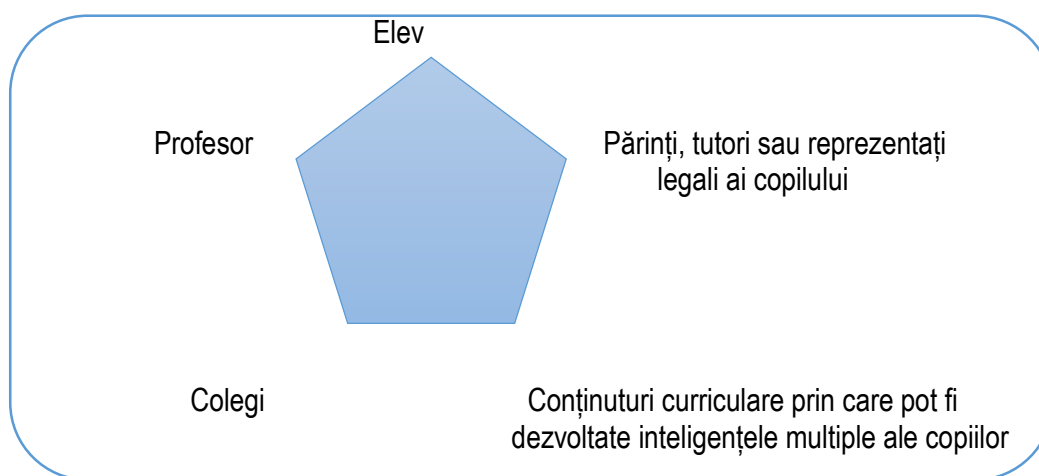 Elev
Profesor
Părinți, tutori sau reprezentați
legali ai copilului
Colegi
Conținuturi curriculare prin care pot fi
dezvoltate inteligențele multiple ale copiilor